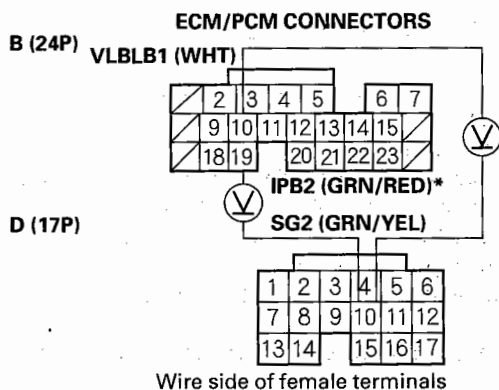 ECM/PCM CONNECTORS
B (24P)
VLBLB1 (WHT)
2 3 4 5 6 7
9 10 11 12 13 14 15
18 19 20 21 22 23
V
V
IPB2 (GRN/RED)*
SG2 (GRN/YEL)
D (17P)
1 2 3 4 5 6
7 8 9 10 11 12
13 14 15 16 17
Wire side of female terminals